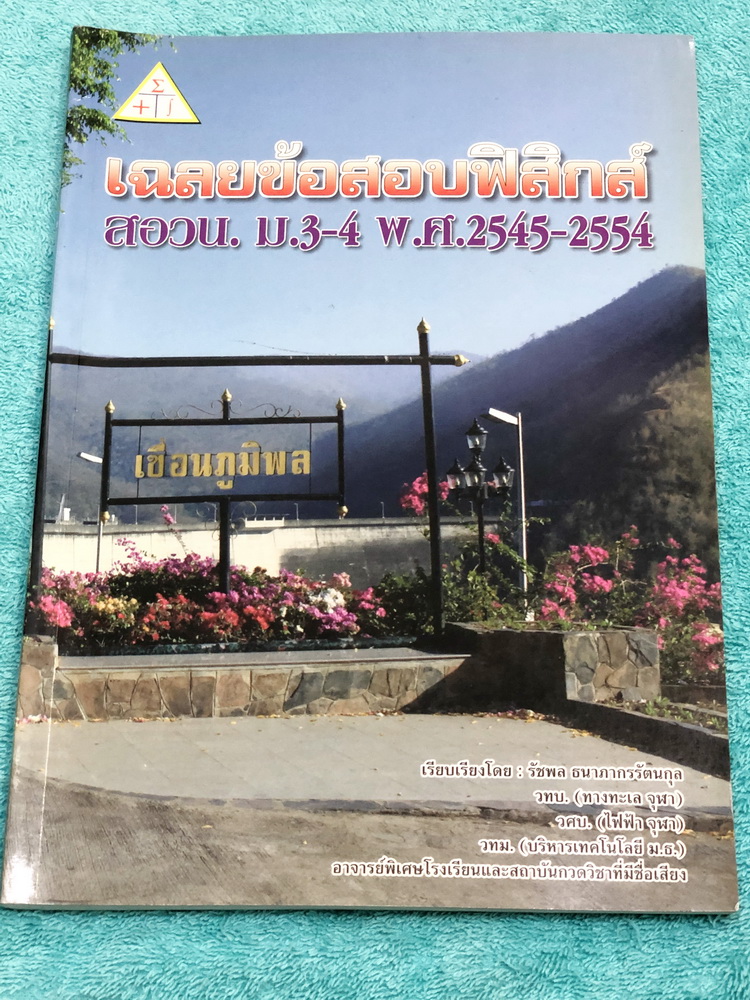 Σ
+ ∫
เฉลยข้อสอบฟิสิกส์
สอวน. ม.3-4 พ.ศ.2545-2554
เขื่อนภูมิพล
เรียบเรียงโดย : รัชพล ธนาภากรรัตนกุล
วทบ. (ทางทะเล จุฬา)
วศบ. (ไฟฟ้า จุฬา)
วทม. (บริหารเทคโนโลยี ม.ธ.)
อาจารย์พิเศษโรงเรียนและสถาบันกวดวิชาที่มีชื่อเสียง